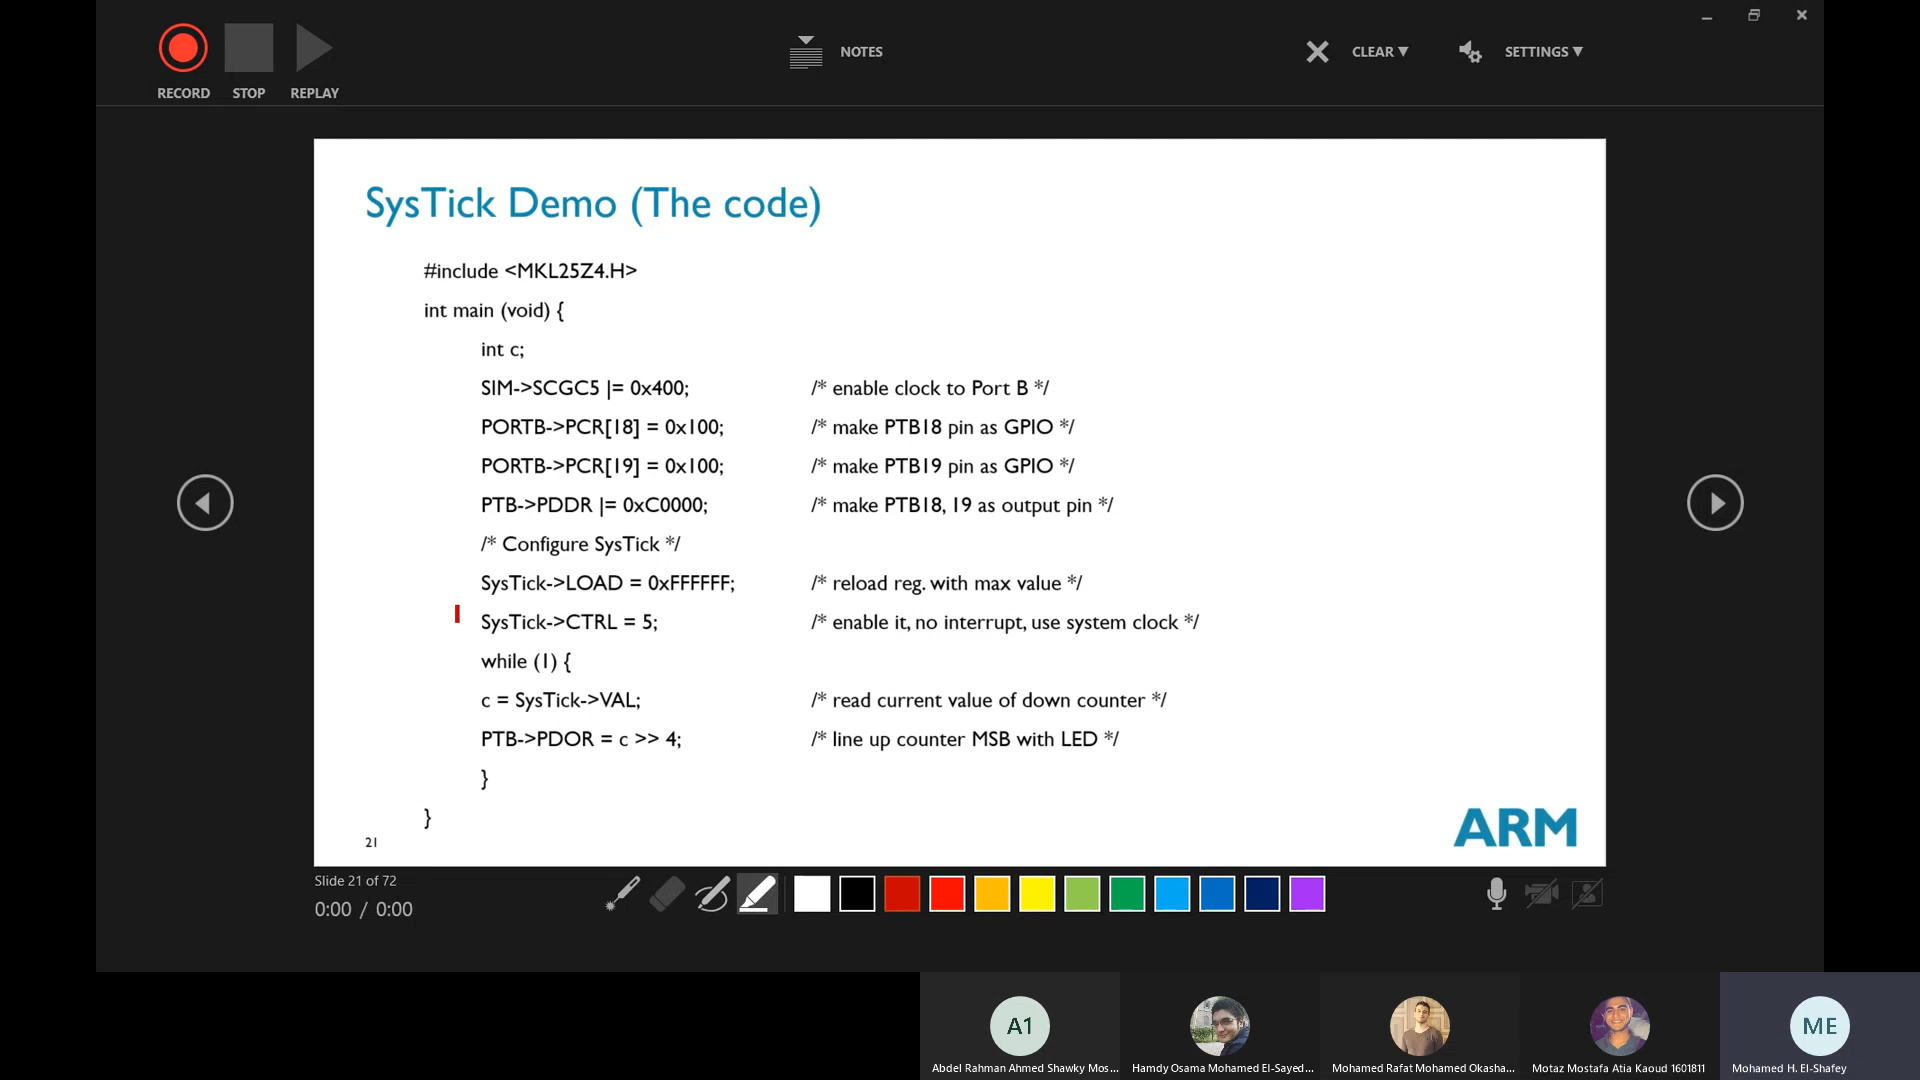 RECORD STOP REPLAY
NOTES
CLEAR ▼
SETTINGS ▼
SysTick Demo (The code)
#include <MKL25Z4.H>
int main (void) {
int c;
SIM->SCGC5 |= 0x400; /* enable clock to Port B */
PORTB->PCR[18] = 0x100; /* make PTB18 pin as GPIO */
PORTB->PCR[19] = 0x100; /* make PTB19 pin as GPIO */
PTB->PDDR |= 0xC0000; /* make PTB18, 19 as output pin */
/* Configure SysTick */
SysTick->LOAD = 0xFFFFFF; /* reload reg. with max value */
SysTick->CTRL = 5; /* enable it, no interrupt, use system clock */
while (1) {
c = SysTick->VAL; /* read current value of down counter */
PTB->PDOR = c >> 4; /* line up counter MSB with LED */
}
}
21
ARM
Slide 21 of 72
0:00 / 0:00
A1
ME
Abdel Rahman Ahmed Shawky Mos...
Hamdy Osama Mohamed El-Sayed...
Mohamed Rafat Mohamed Okasha...
Motaz Mostafa Atia Kaoud 1601811
Mohamed H. El-Shafey